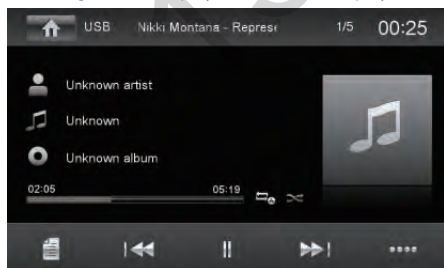 USB Nikki Montana - Represe 1/5 00:25
Unknown artist
Unknown
Unknown album
02:05 05:19